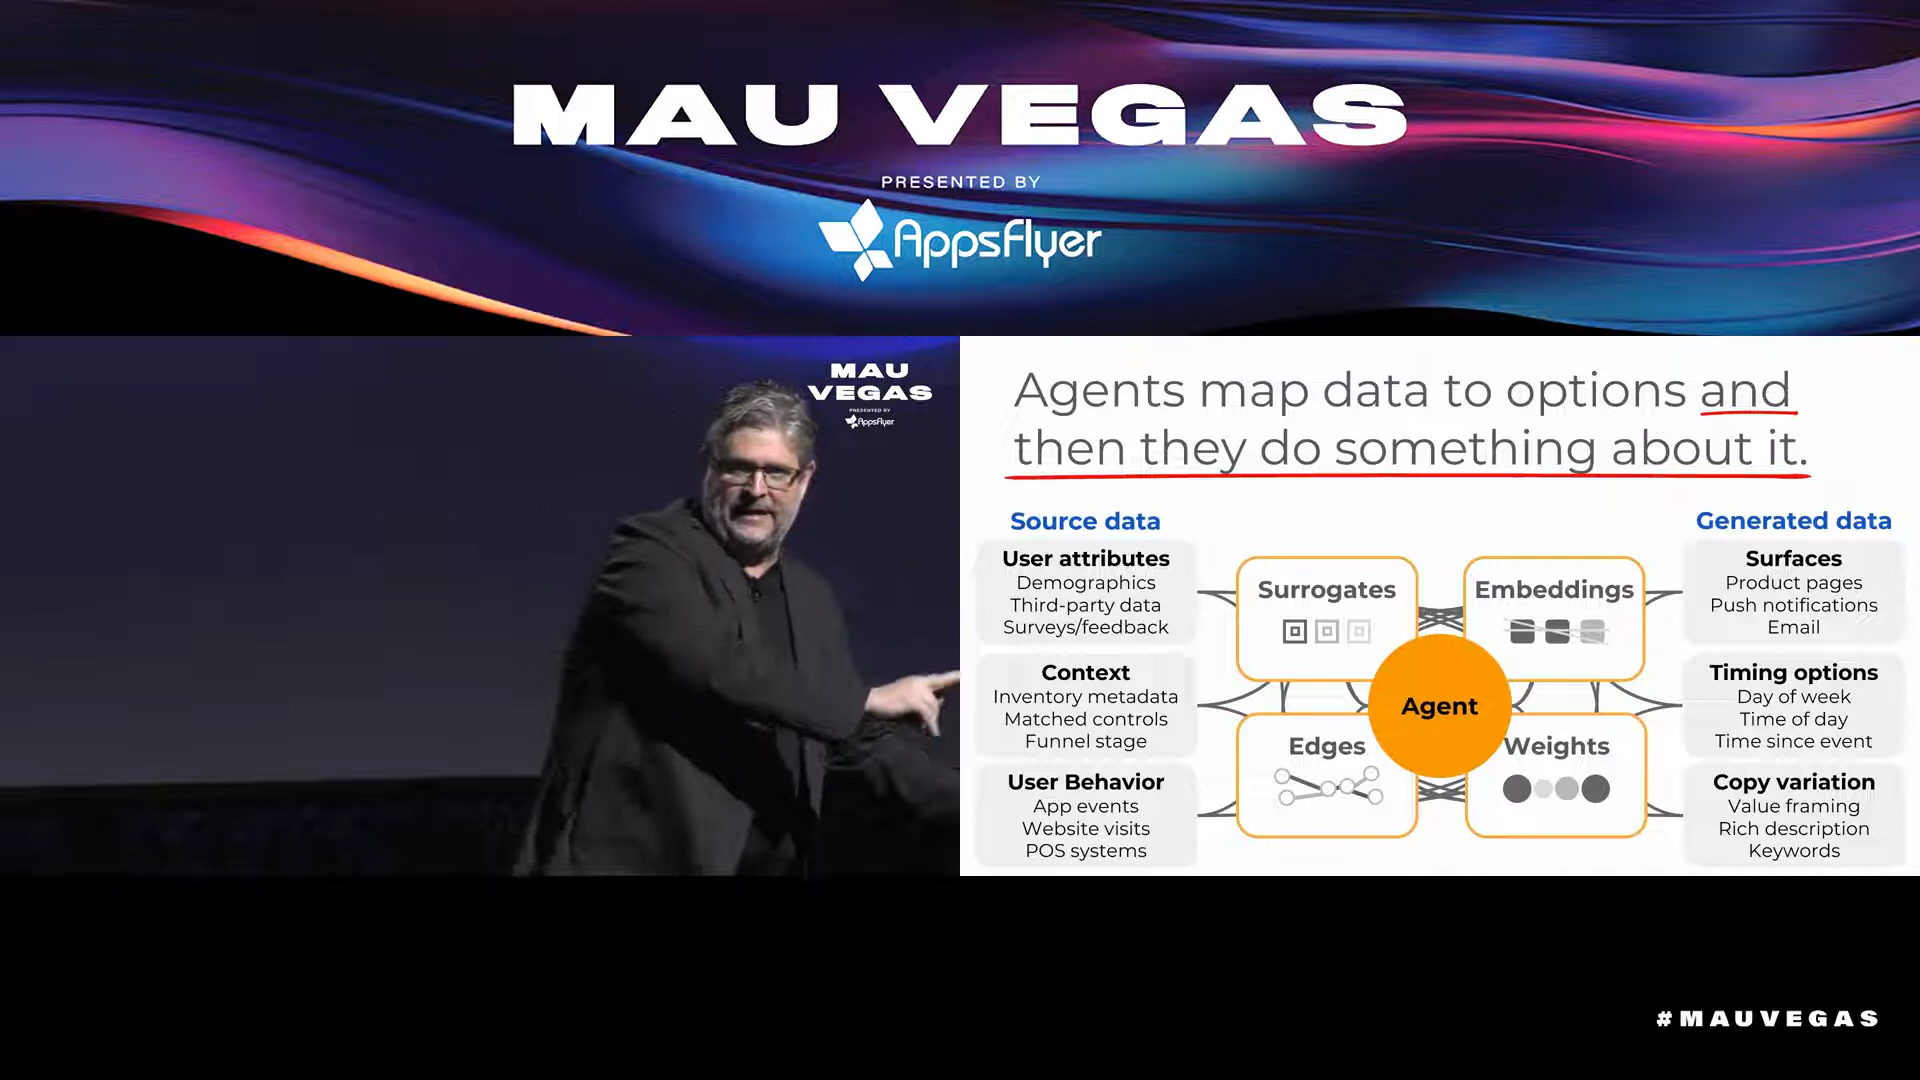 MAU VEGAS
PRESENTED BY
AppsFlyer
MAU
VEGAS
PRESENTED BY
AppsFlyer
Agents map data to options and
then they do something about it.
Source data
User attributes
Demographics
Third-party data
Surveys/feedback
Context
Inventory metadata
Matched controls
Funnel stage
User Behavior
App events
Website visits
POS systems
Surrogates
Embeddings
Agent
Edges
Weights
Generated data
Surfaces
Product pages
Push notifications
Email
Timing options
Day of week
Time of day
Time since event
Copy variation
Value framing
Rich description
Keywords
#MAUVEGAS